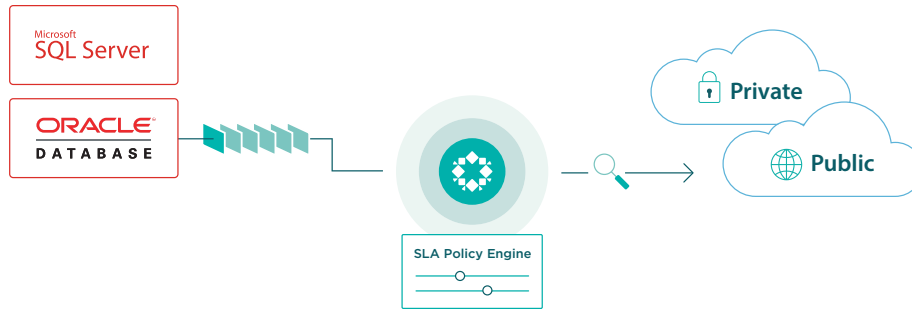 Microsoft
SQL Server
ORACLE®
DATABASE
SLA Policy Engine
Private
Public